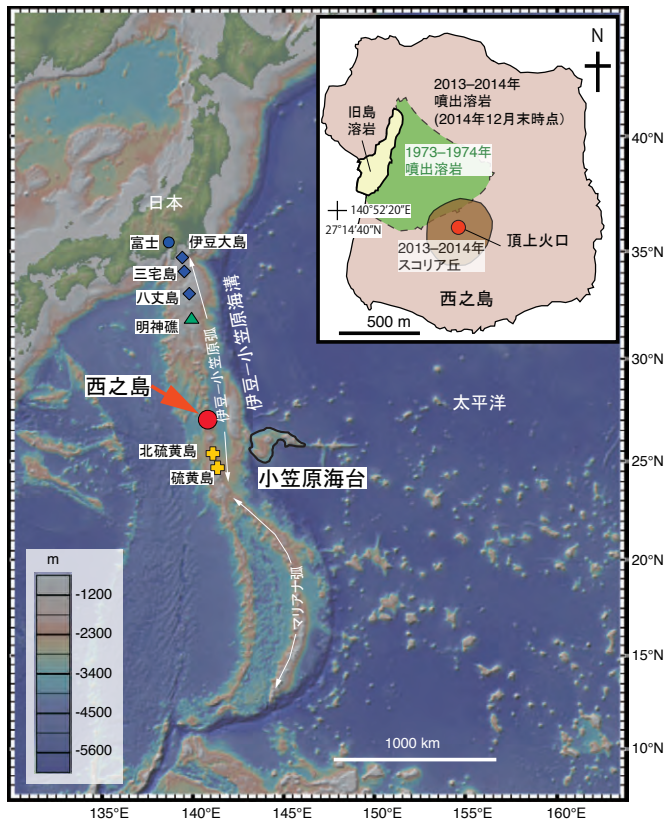 N
2013–2014年
噴出溶岩
(2014年12月末時点)
旧島
溶岩
1973–1974年
噴出溶岩
140°52'20"E
27°14'40"N
頂上火口
2013–2014年
スコリア丘
西之島
500 m
日本
富士
伊豆大島
三宅島
八丈島
明神礁
伊豆–小笠原弧
伊豆–小笠原海溝
西之島
太平洋
北硫黄島
硫黄島
小笠原海台
マリアナ弧
m
-1200
-2300
-3400
-4500
-5600
1000 km
40°N
35°N
30°N
25°N
20°N
15°N
10°N
135°E
140°E
145°E
150°E
155°E
160°E